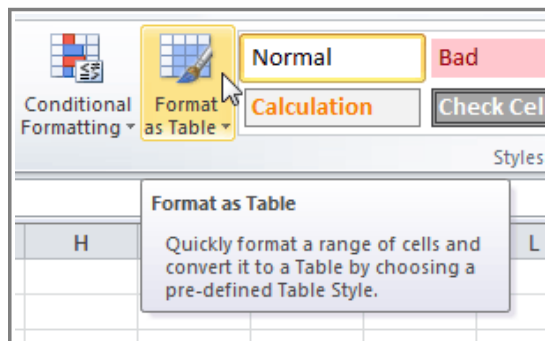 Conditional
Formatting
Format
as Table
Normal
Bad
Calculation
Check Cel
Styles
Format as Table
Quickly format a range of cells and
convert it to a Table by choosing a
pre-defined Table Style.
H
L